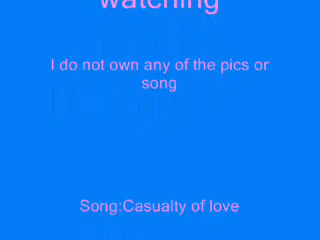 watching
I do not own any of the pics or
song
Song:Casualty of love